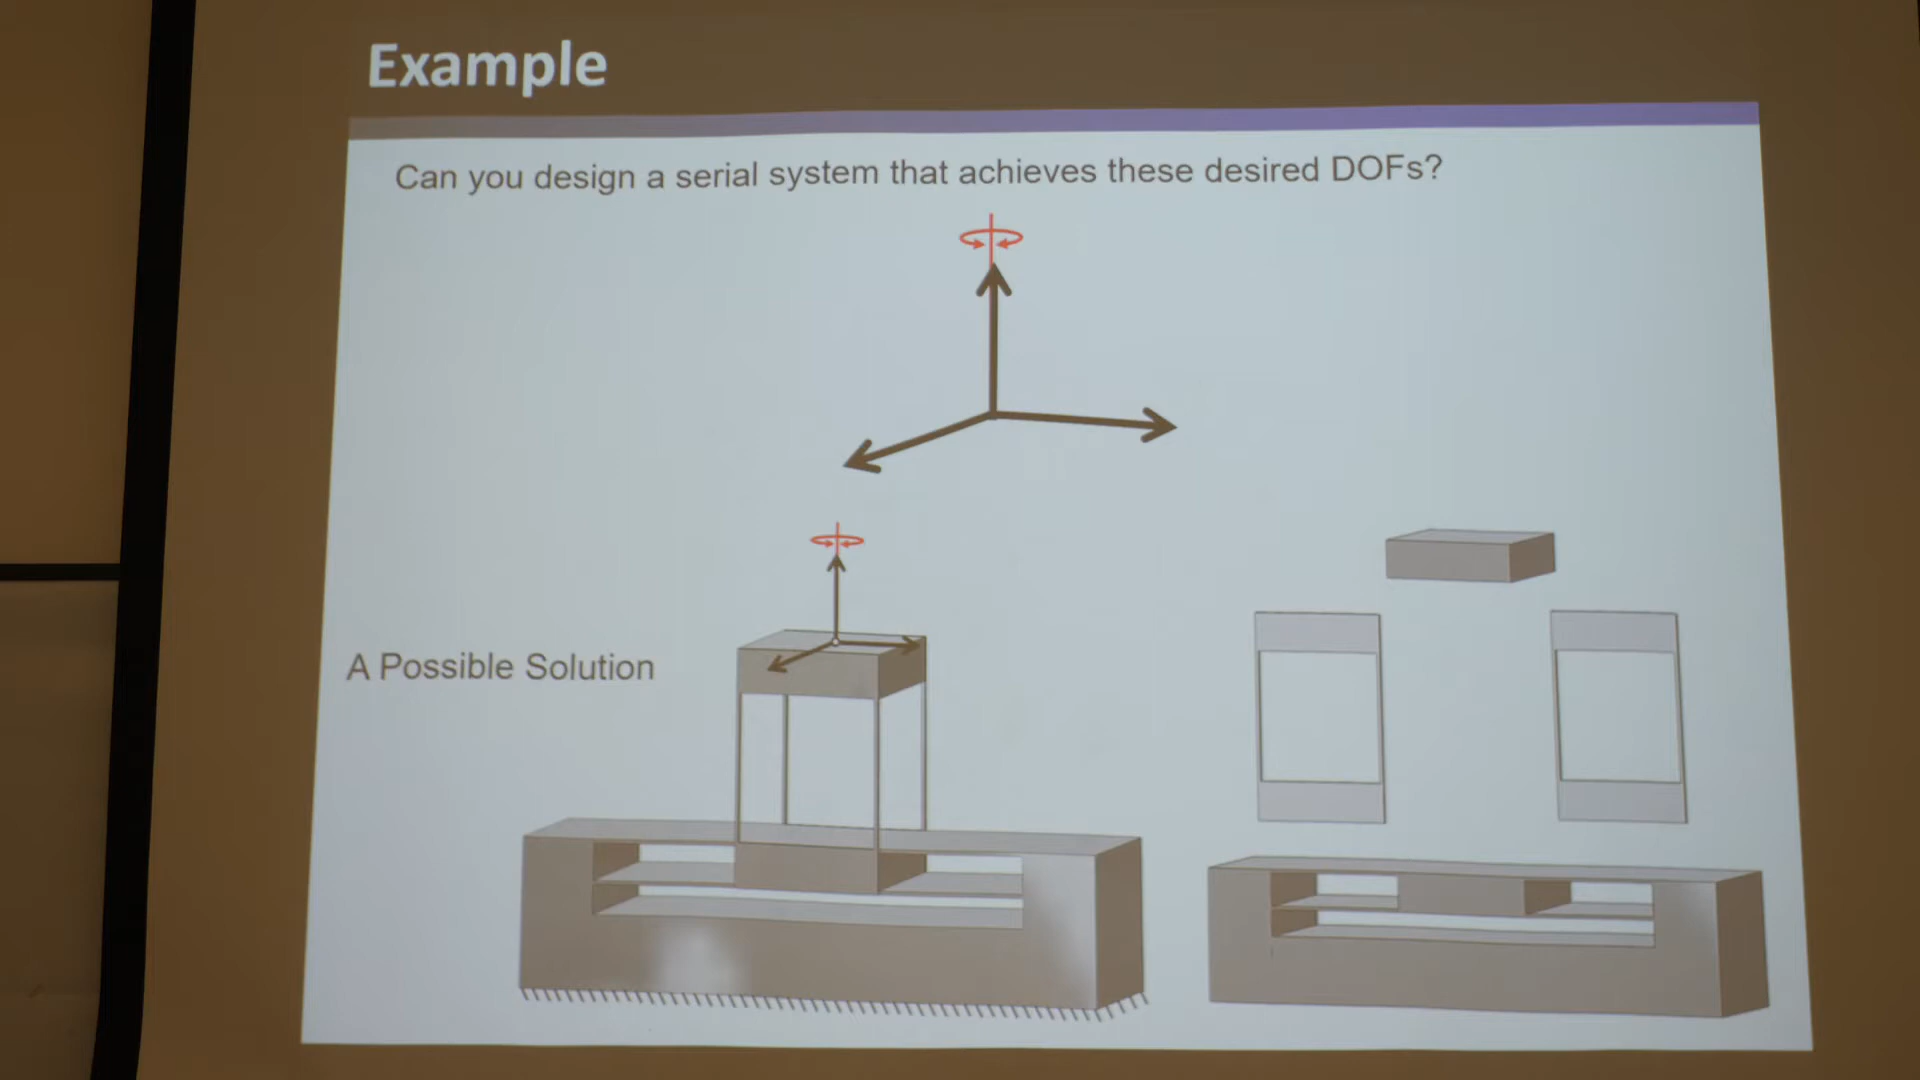 Example
Can you design a serial system that achieves these desired DOFs?
A Possible Solution